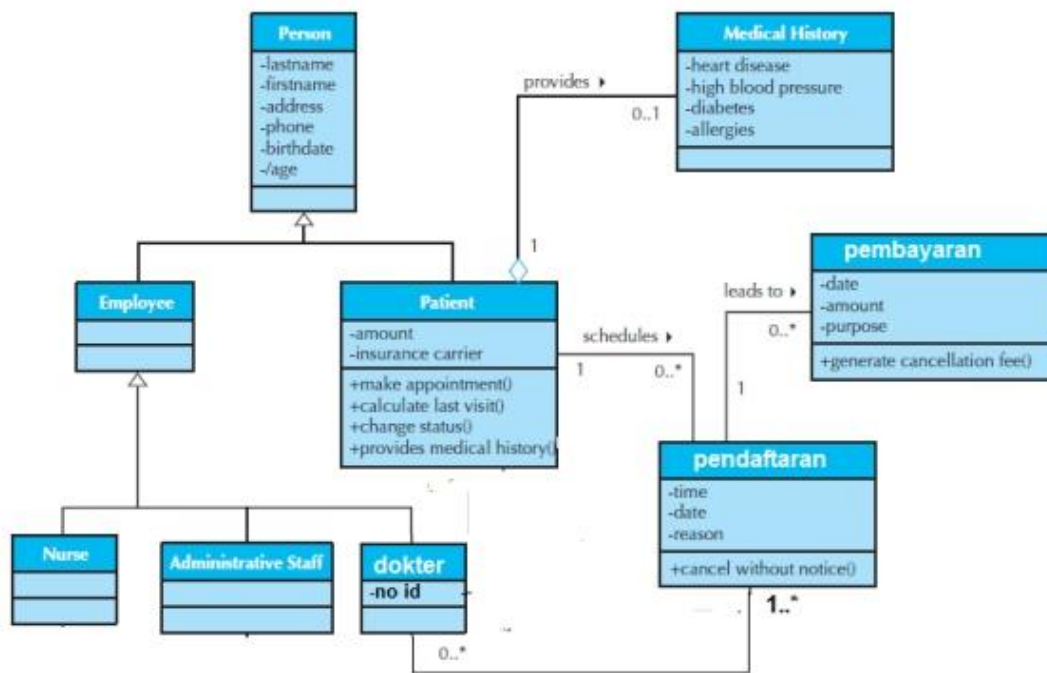 Person
-lastname
-firstname
-address
-phone
-birthdate
-/age
Medical History
-heart disease
-high blood pressure
-diabetes
-allergies
provides
0..1
1
Employee
Patient
-amount
-insurance carrier
+make appointment()
+calculate last visit()
+change status()
+provides medical history()
schedules
1
0..*
pembayaran
-date
-amount
-purpose
+generate cancellation fee()
leads to
0..*
1
pendaftaran
-time
-date
-reason
+cancel without notice()
1..*
Nurse
Administrative Staff
dokter
-no id
0..*